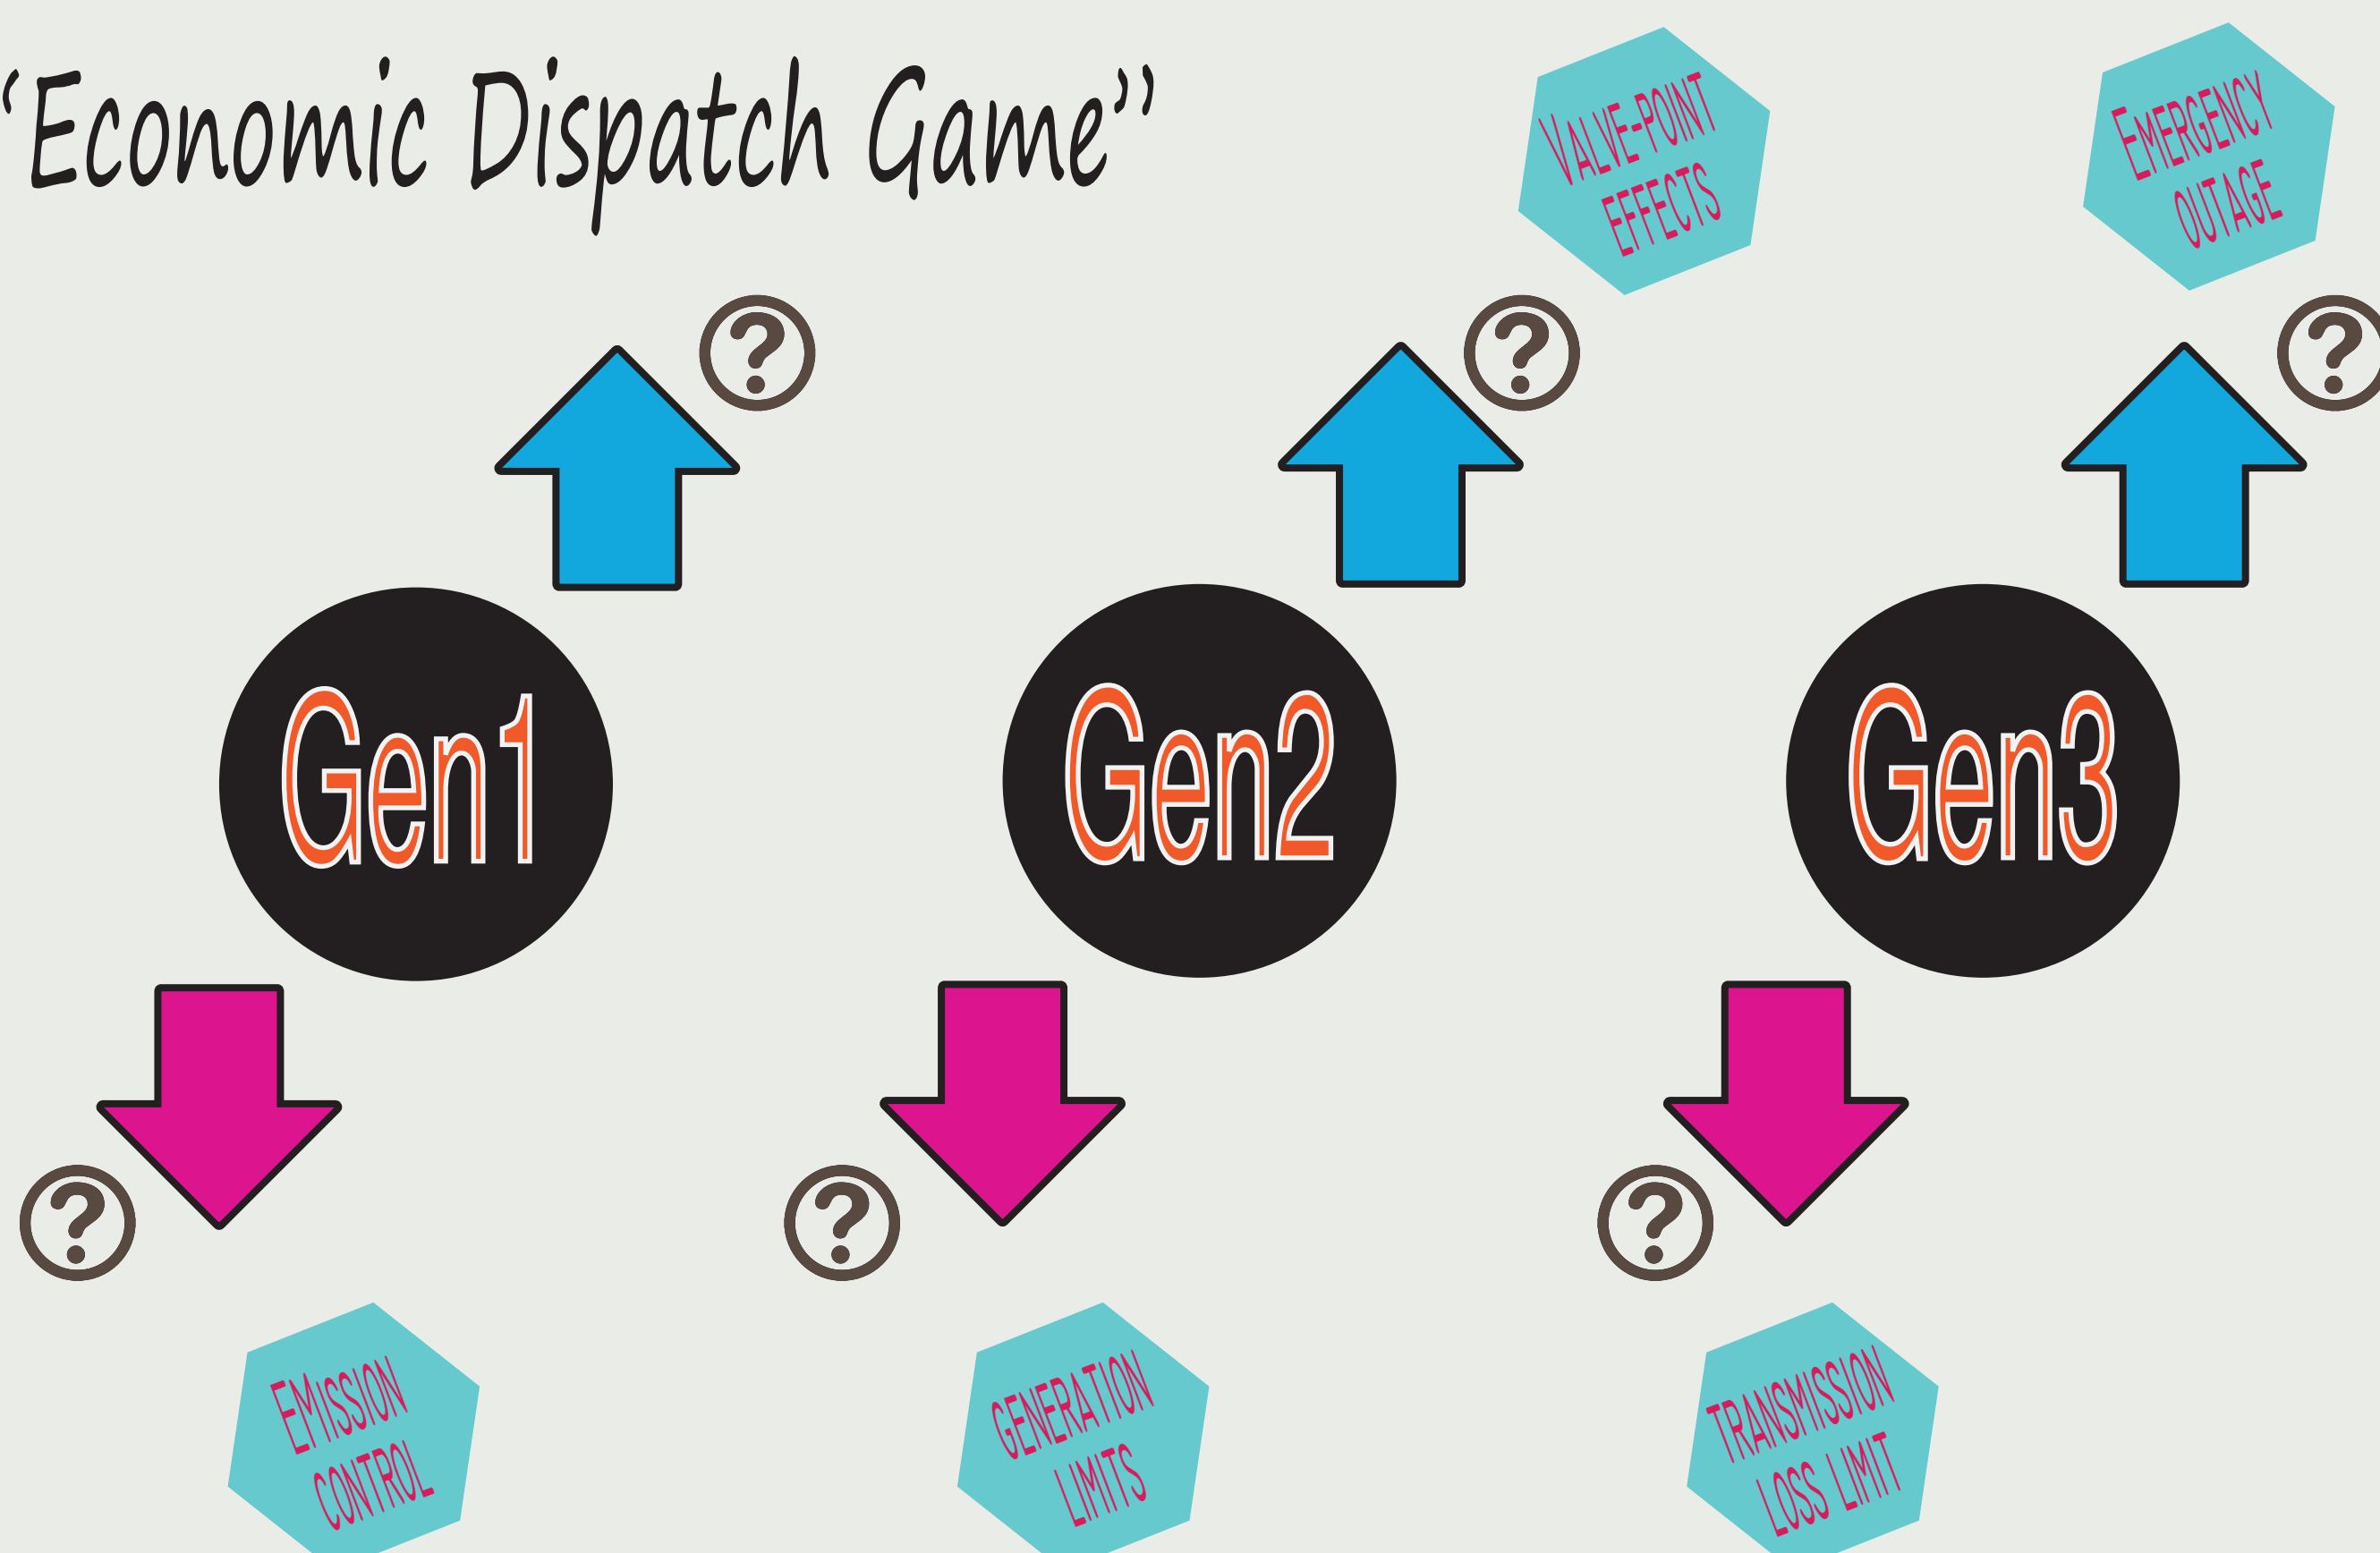 “Economic Dispatch Game”
VALVE-POINT
EFFECTS
EMERGENCY
OUTAGE
?
?
?
Gen1
Gen2
Gen3
?
?
?
EMISSION
CONTROL
GENERATION
LIMITS
TRANSMISSION
LOSS LIMIT